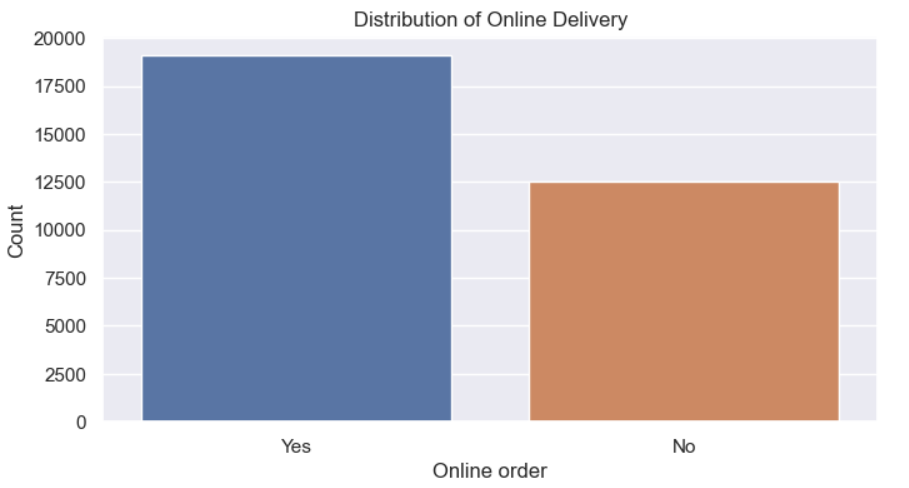 Distribution of Online Delivery
20000
17500
15000
12500
10000
7500
5000
2500
0
Count
Yes
No
Online order